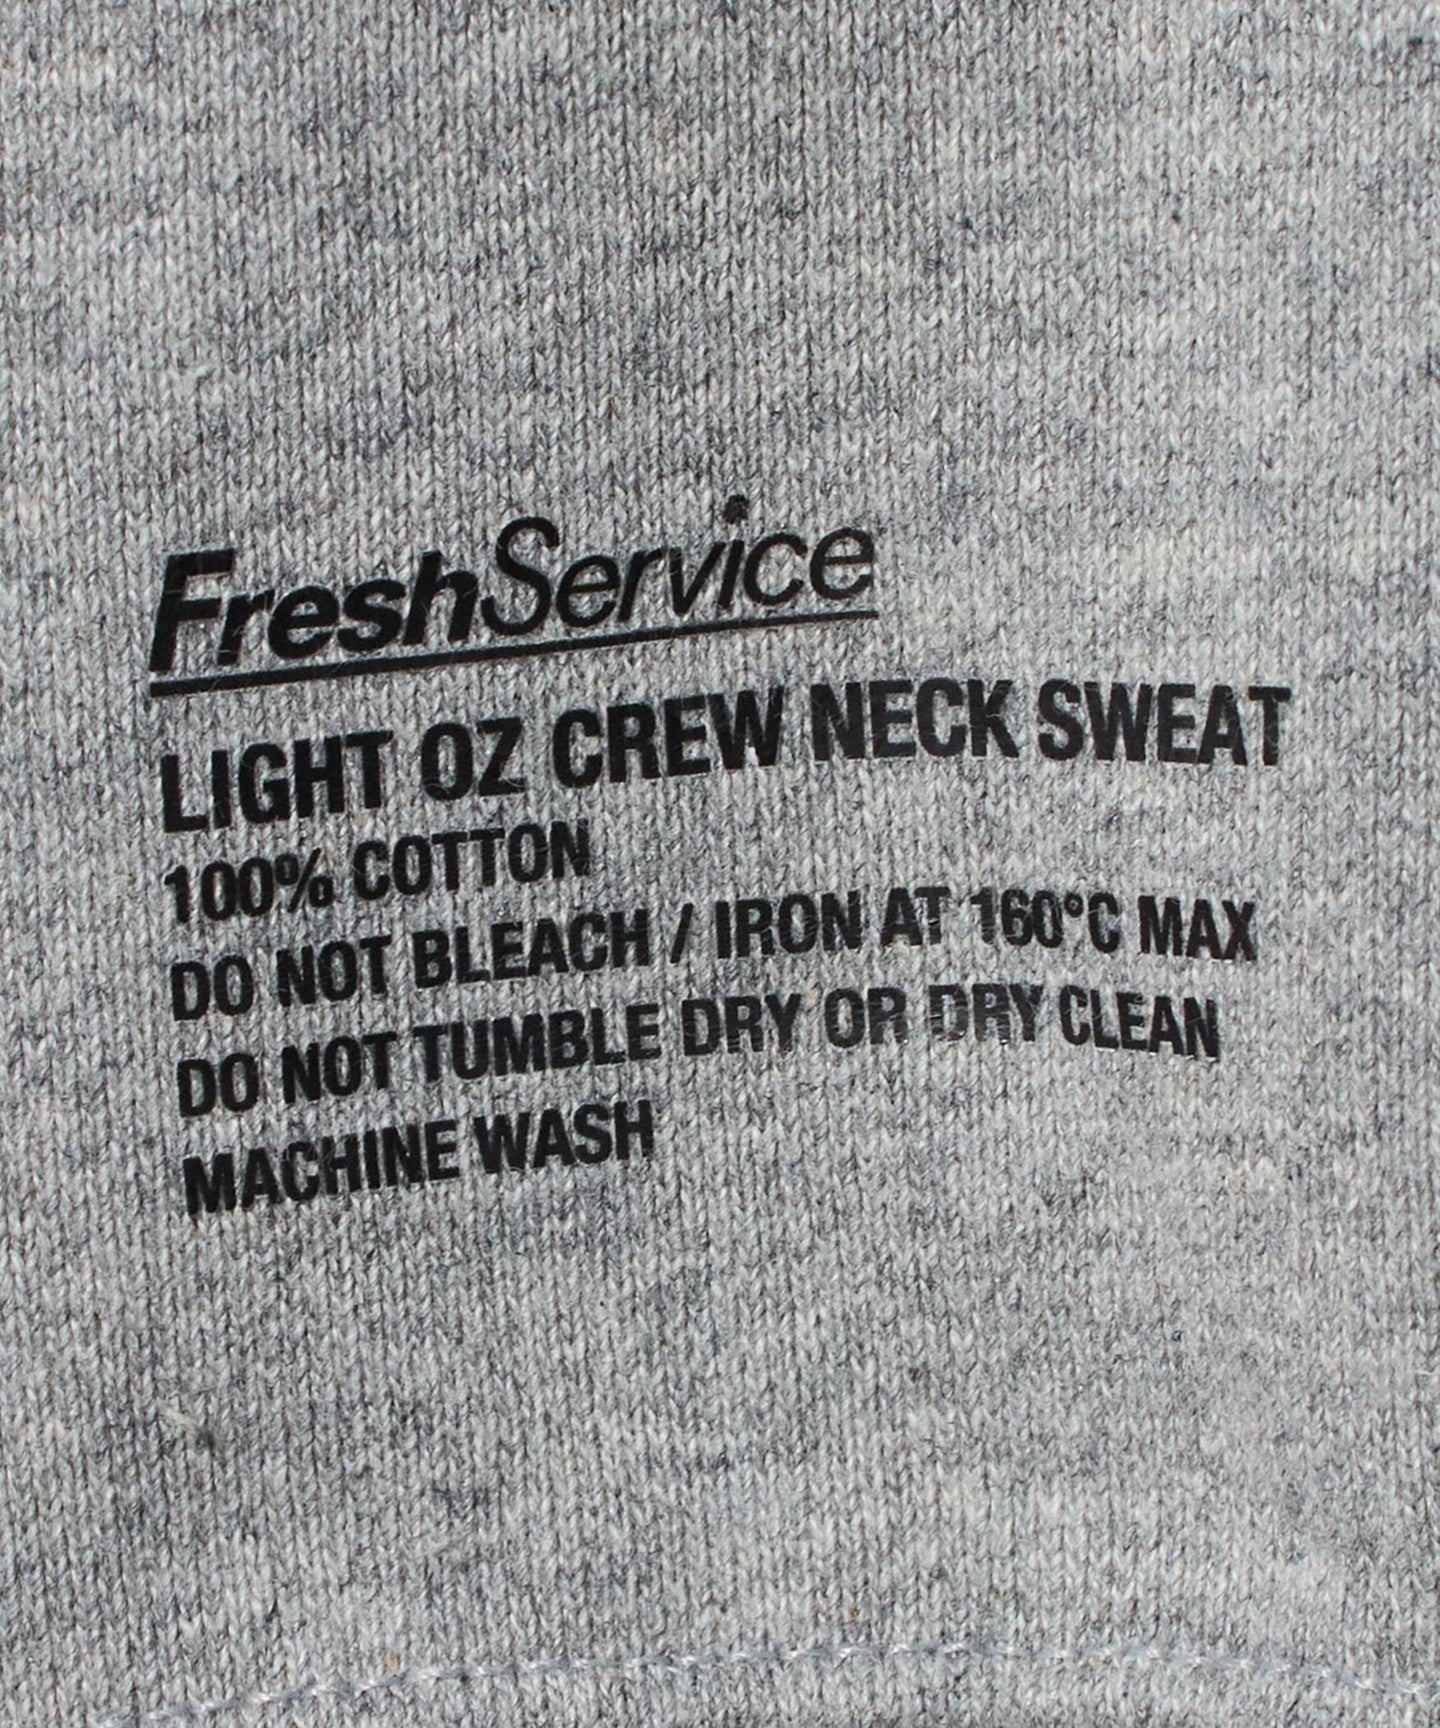 FreshService
LIGHT OZ CREW NECK SWEAT
100% COTTON
DO NOT BLEACH / IRON AT 160°C MAX
DO NOT TUMBLE DRY OR DRY CLEAN
MACHINE WASH